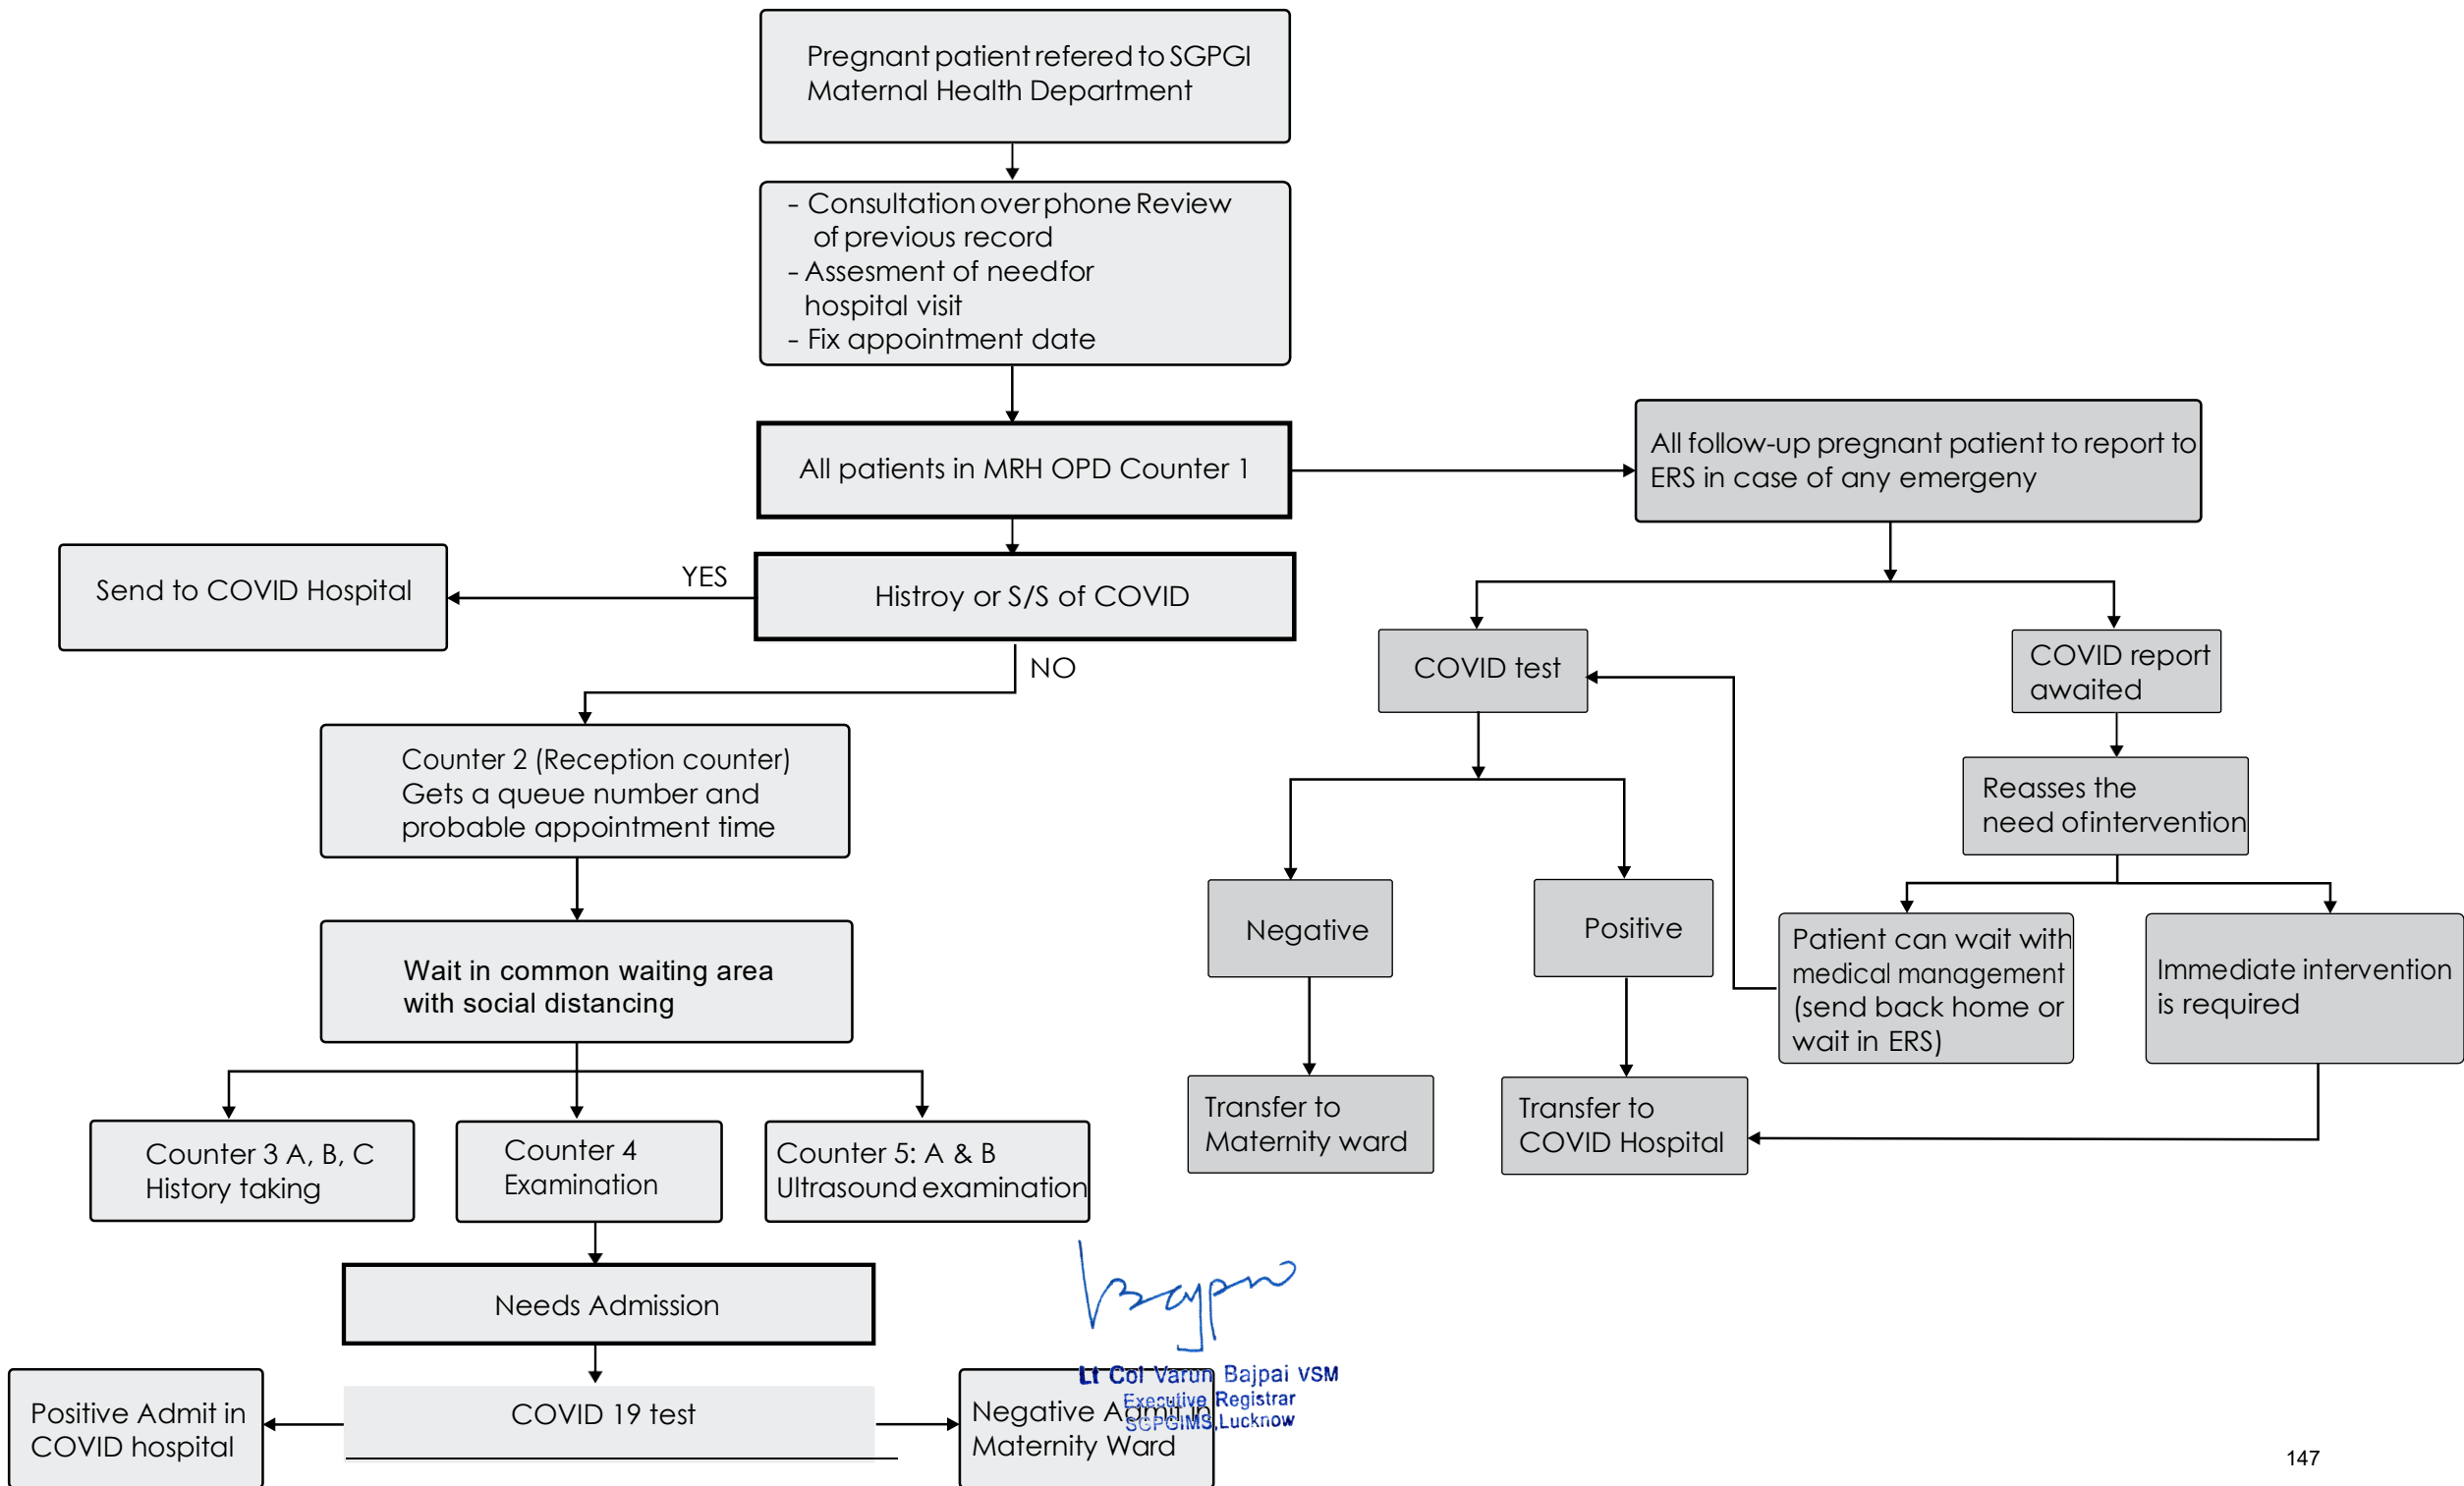 Pregnant patient refered to SGPGI
Maternal Health Department
- Consultation over phone Review
of previous record
- Assesment of needfor
hospital visit
- Fix appointment date
All patients in MRH OPD Counter 1
All follow-up pregnant patient to report to
ERS in case of any emergeny
Send to COVID Hospital
YES
Histroy or S/S of COVID
NO
COVID test
COVID report
awaited
Counter 2 (Reception counter)
Gets a queue number and
probable appointment time
Reasses the
need ofintervention
Negative
Positive
Patient can wait with
medical management
(send back home or
wait in ERS)
Immediate intervention
is required
Wait in common waiting area
with social distancing
Transfer to
Maternity ward
Transfer to
COVID Hospital
Counter 3 A, B, C
History taking
Counter 4
Examination
Counter 5: A & B
Ultrasound examination
Needs Admission
COVID 19 test
Positive Admit in
COVID hospital
Negative Admit in
Maternity Ward
Lt Col Varun Bajpai VSM
Executive Registrar
SGPGIMS,Lucknow
147